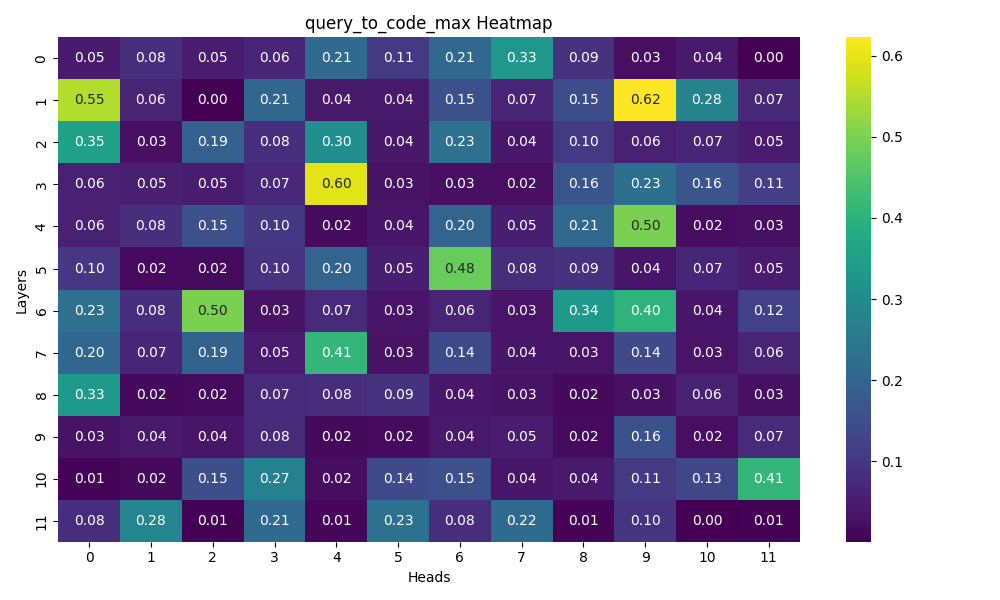 query_to_code_max Heatmap
0 0.05 0.08 0.05 0.06 0.21 0.11 0.21 0.33 0.09 0.03 0.04 0.00
1 0.55 0.06 0.00 0.21 0.04 0.04 0.15 0.07 0.15 0.62 0.28 0.07
2 0.35 0.03 0.19 0.08 0.30 0.04 0.23 0.04 0.10 0.06 0.07 0.05
3 0.06 0.05 0.05 0.07 0.60 0.03 0.03 0.02 0.16 0.23 0.16 0.11
4 0.06 0.08 0.15 0.10 0.02 0.04 0.20 0.05 0.21 0.50 0.02 0.03
5 0.10 0.02 0.02 0.10 0.20 0.05 0.48 0.08 0.09 0.04 0.07 0.05
6 0.23 0.08 0.50 0.03 0.07 0.03 0.06 0.03 0.34 0.40 0.04 0.12
7 0.20 0.07 0.19 0.05 0.41 0.03 0.14 0.04 0.03 0.14 0.03 0.06
8 0.33 0.02 0.02 0.07 0.08 0.09 0.04 0.03 0.02 0.03 0.06 0.03
9 0.03 0.04 0.04 0.08 0.02 0.02 0.04 0.05 0.02 0.16 0.02 0.07
10 0.01 0.02 0.15 0.27 0.02 0.14 0.15 0.04 0.04 0.11 0.13 0.41
11 0.08 0.28 0.01 0.21 0.01 0.23 0.08 0.22 0.01 0.10 0.00 0.01
0 1 2 3 4 5 6 7 8 9 10 11
Heads
Layers
0.6
0.5
0.4
0.3
0.2
0.1